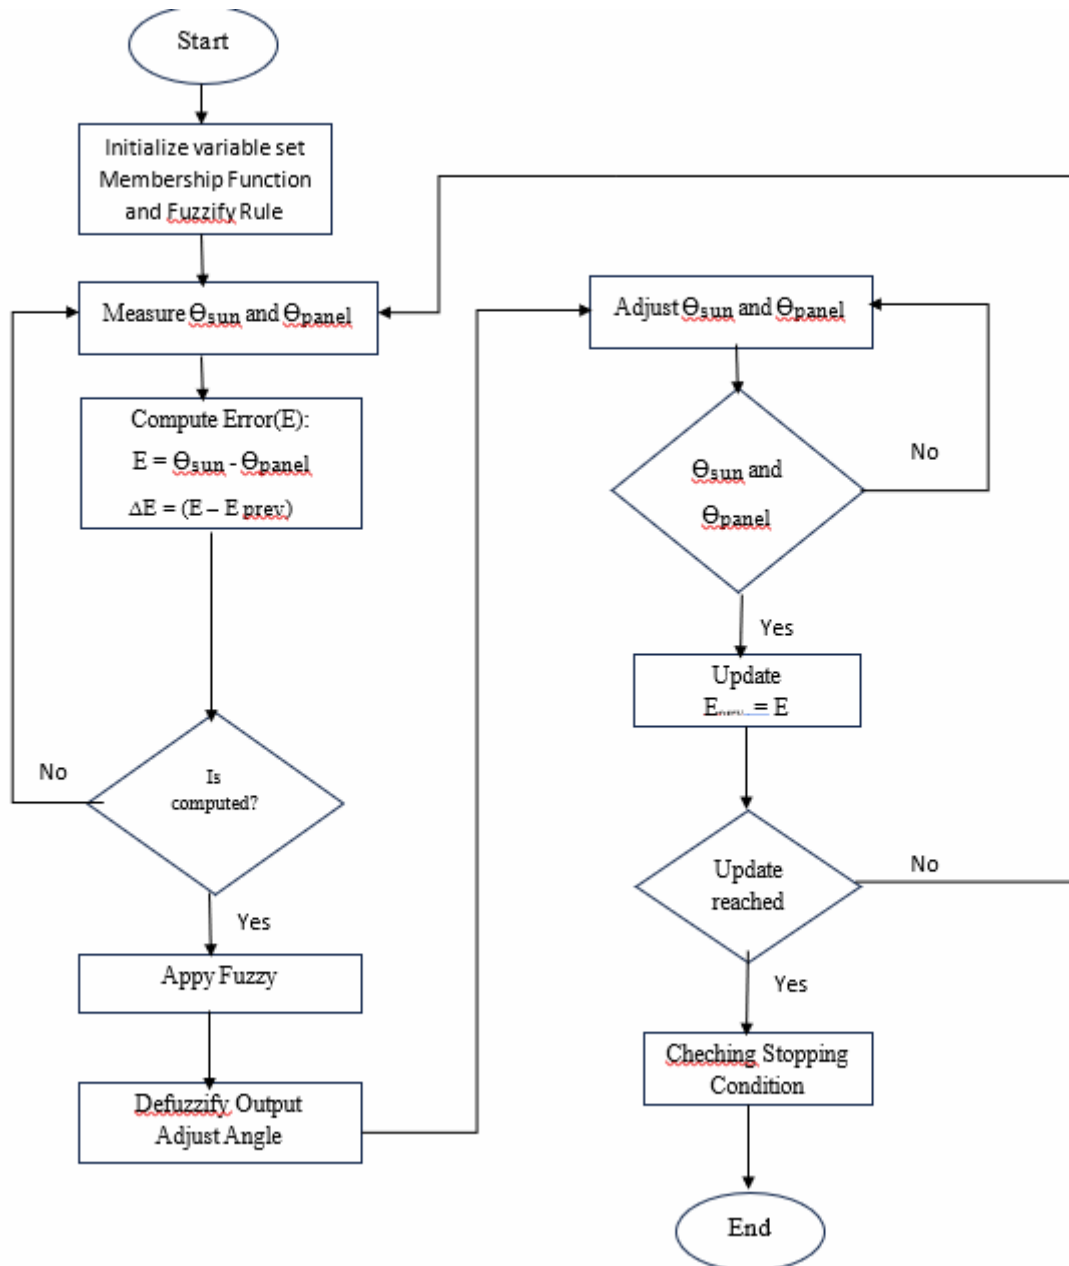 Start
Initialize variable set
Membership Function
and Fuzzify Rule
Measure ϴsun and ϴpanel
Compute Error(E):
E = ϴsun - ϴpanel
ΔE = (E – E prev)
Is
computed?
No
Yes
Appy Fuzzy
Defuzzify Output
Adjust Angle
Adjust ϴsun and ϴpanel
ϴsun and
ϴpanel
No
Yes
Update
E = E
Update
reached
No
Yes
Cheching Stopping
Condition
End